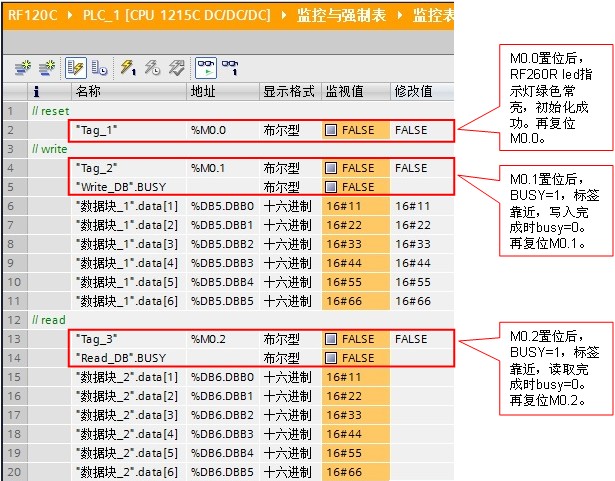 RF120C ▸ PLC_1 [CPU 1215C DC/DC/DC] ▸ 监控与强制表 ▸ 监控表
i 名称 地址 显示格式 监视值 修改值
1 // reset
2 "Tag_1" %M0.0 布尔型 FALSE FALSE
3 // write
4 "Tag_2" %M0.1 布尔型 FALSE FALSE
5 "Write_DB".BUSY 布尔型 FALSE
6 "数据块_1".data[1] %DB5.DBB0 十六进制 16#11 16#11
7 "数据块_1".data[2] %DB5.DBB1 十六进制 16#22 16#22
8 "数据块_1".data[3] %DB5.DBB2 十六进制 16#33 16#33
9 "数据块_1".data[4] %DB5.DBB3 十六进制 16#44 16#44
10 "数据块_1".data[5] %DB5.DBB4 十六进制 16#55 16#55
11 "数据块_1".data[6] %DB5.DBB5 十六进制 16#66 16#66
12 // read
13 "Tag_3" %M0.2 布尔型 FALSE FALSE
14 "Read_DB".BUSY 布尔型 FALSE
15 "数据块_2".data[1] %DB6.DBB0 十六进制 16#11
16 "数据块_2".data[2] %DB6.DBB1 十六进制 16#22
17 "数据块_2".data[3] %DB6.DBB2 十六进制 16#33
18 "数据块_2".data[4] %DB6.DBB3 十六进制 16#44
19 "数据块_2".data[5] %DB6.DBB4 十六进制 16#55
20 "数据块_2".data[6] %DB6.DBB5 十六进制 16#66
M0.0置位后，
RF260R led指
示灯绿色常
亮，初始化成
功。再复位
M0.0。
M0.1置位后，
BUSY=1，标签
靠近，写入完
成时busy=0。
再复位M0.1。
M0.2置位后，
BUSY=1，标签
靠近，读取完
成时busy=0。
再复位M0.2。